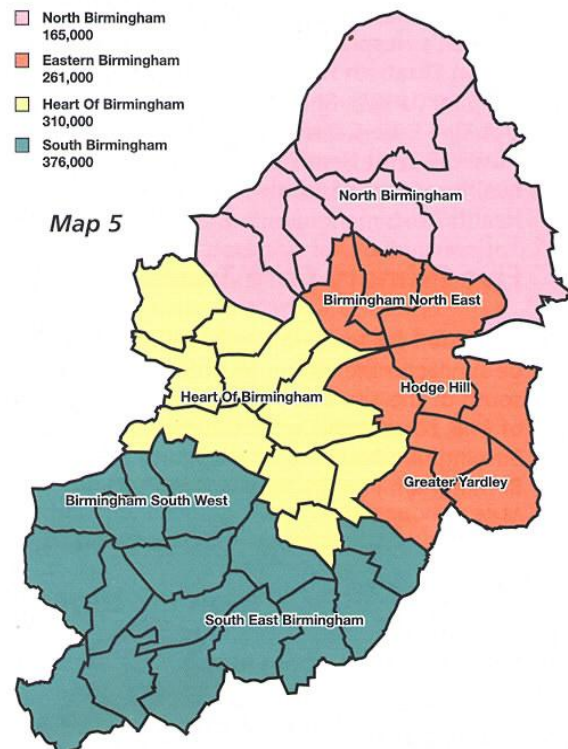 North Birmingham
165,000
Eastern Birmingham
261,000
Heart Of Birmingham
310,000
South Birmingham
376,000
Map 5
North Birmingham
Birmingham North East
Hodge Hill
Heart Of Birmingham
Greater Yardley
Birmingham South West
South East Birmingham